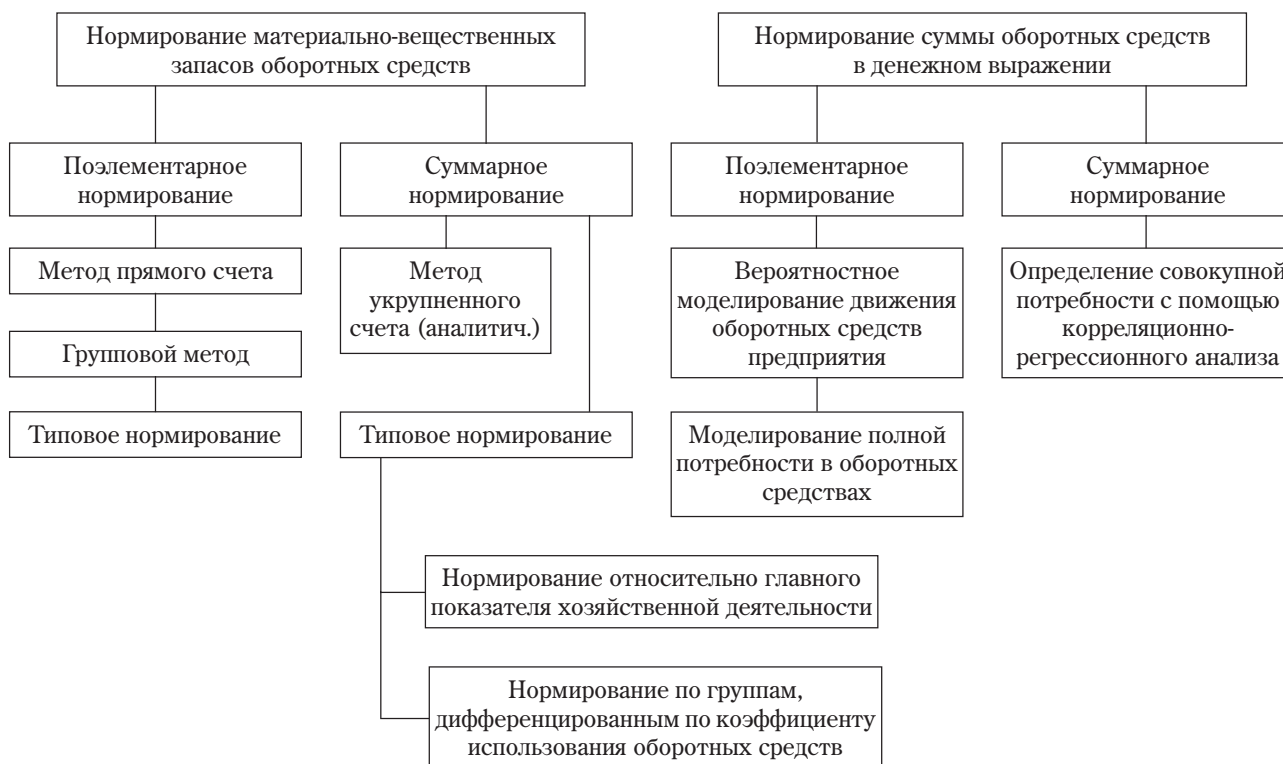 Нормирование материально-вещественных
запасов оборотных средств
Нормирование суммы оборотных средств
в денежном выражении
Поэлементарное
нормирование
Суммарное
нормирование
Поэлементарное
нормирование
Суммарное
нормирование
Метод прямого счета
Метод
укрупненного
счета (аналитич.)
Вероятностное
моделирование движения
оборотных средств
предприятия
Определение совокупной
потребности с помощью
корреляционно-
регрессионного анализа
Групповой метод
Типовое нормирование
Типовое нормирование
Моделирование полной
потребности в оборотных
средствах
Нормирование относительно главного
показателя хозяйственной деятельности
Нормирование по группам,
дифференцированным по коэффициенту
использования оборотных средств